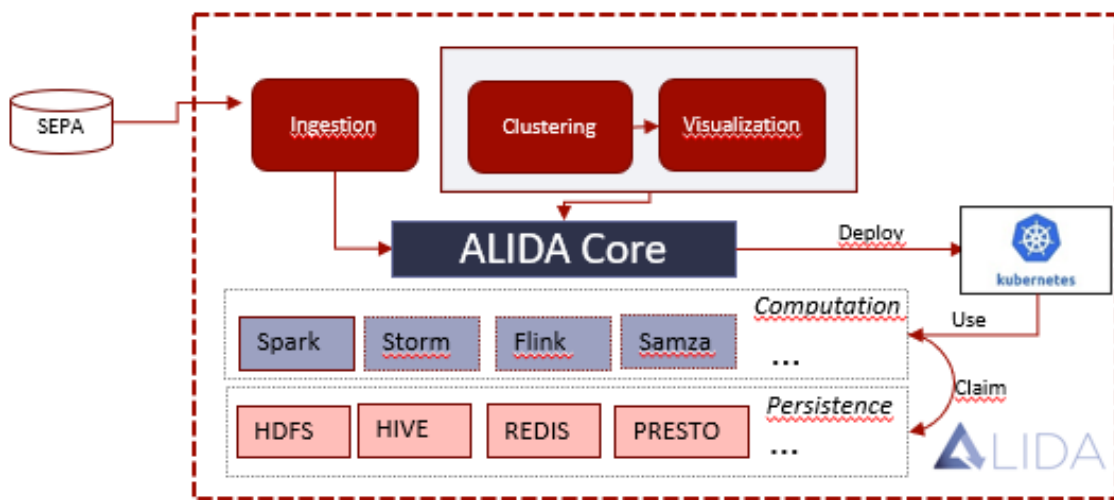 SEPA
Ingestion
Clustering
Visualization
ALIDA Core
Deploy
kubernetes
Computation
Use
Spark
Storm
Flink
Samza
...
Claim
Persistence
HDFS
HIVE
REDIS
PRESTO
...
ALIDA